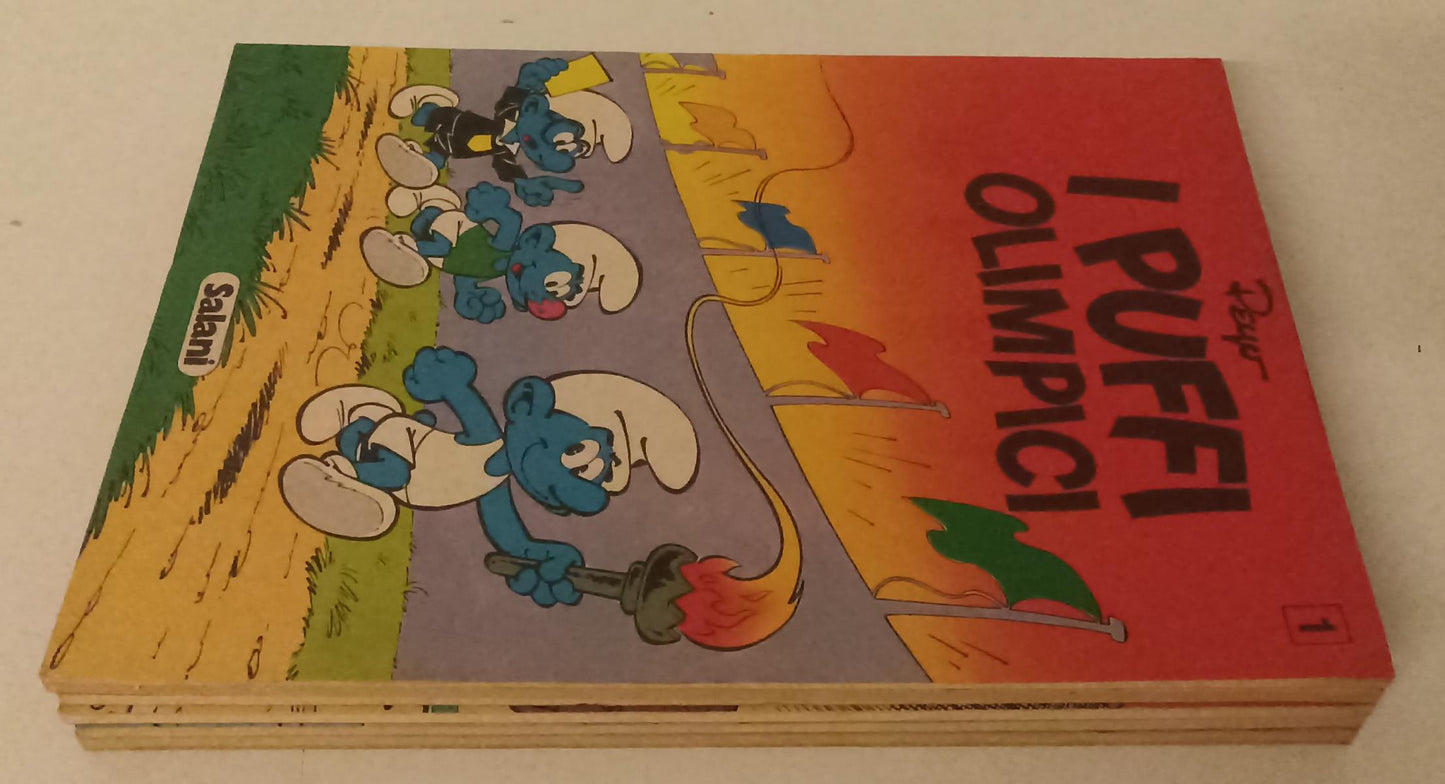 Peyo
I PUFFI
OLIMPICI
1
Salani